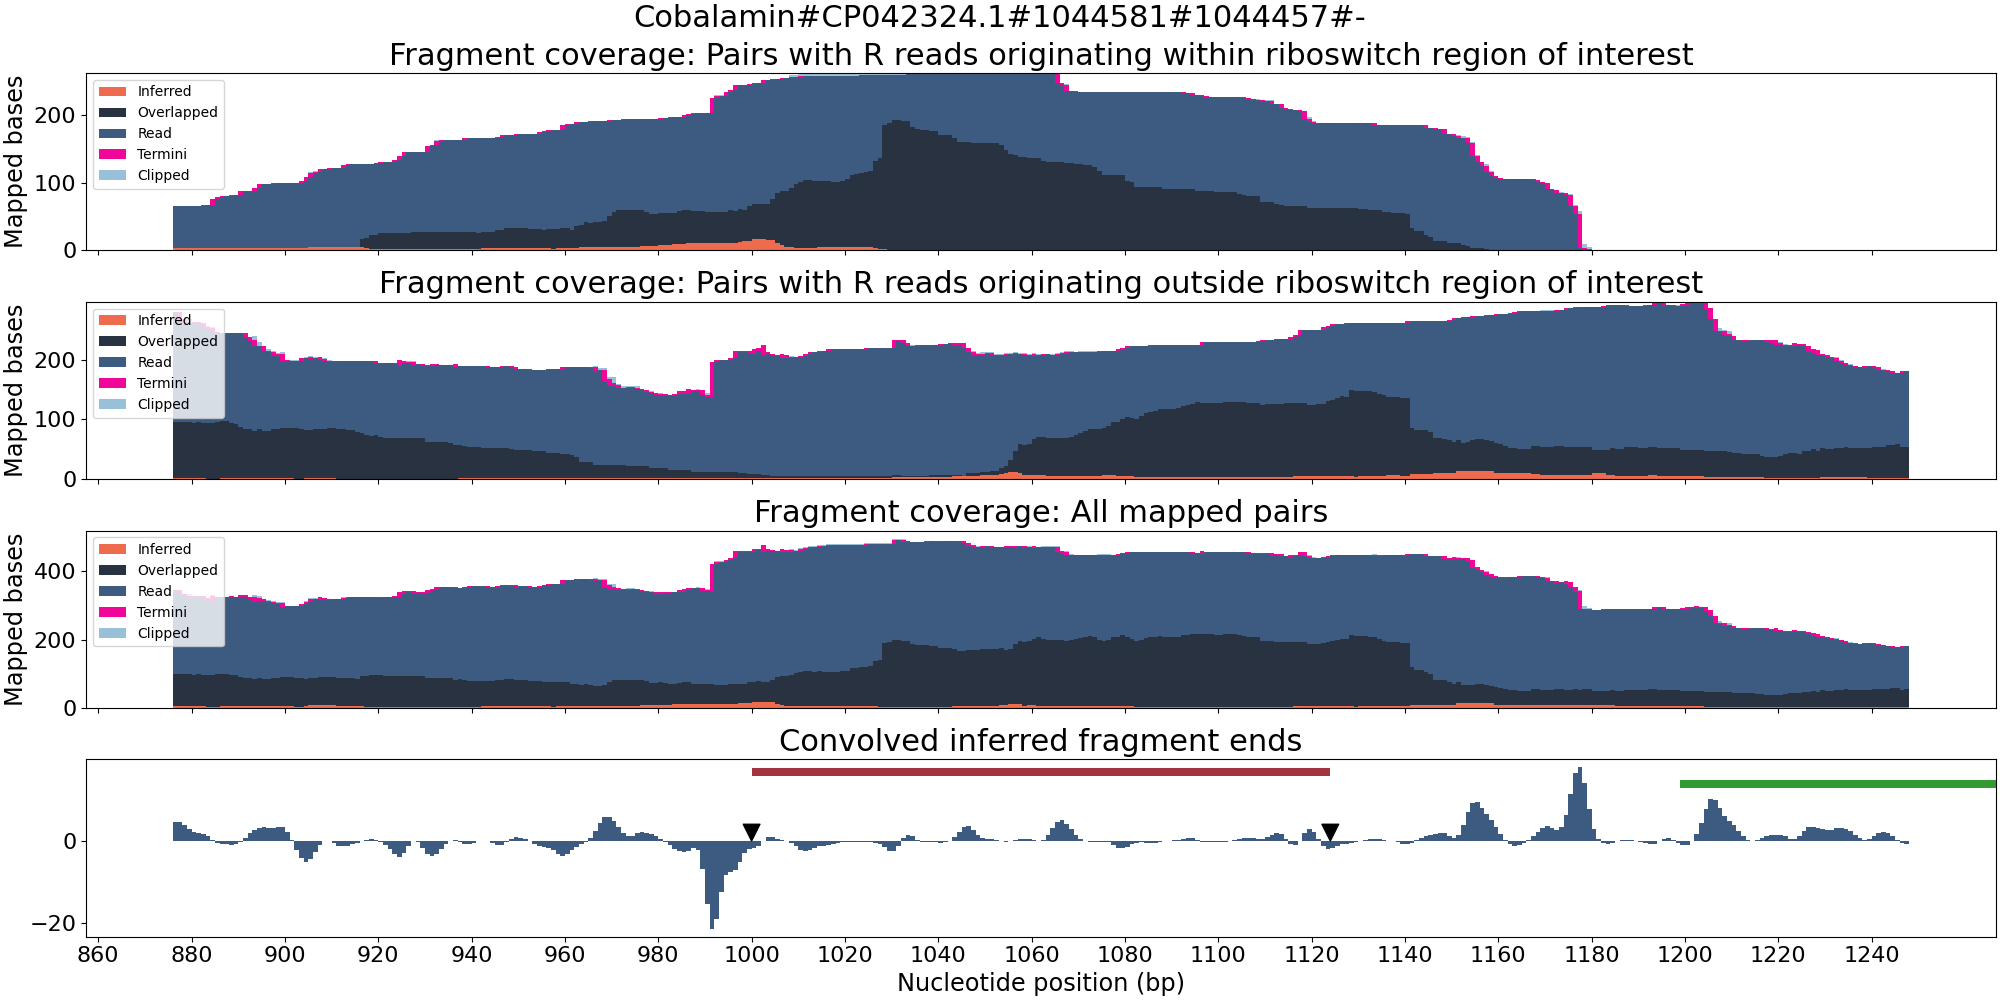 Cobalamin#CP042324.1#1044581#1044457#-
Fragment coverage: Pairs with R reads originating within riboswitch region of interest
Mapped bases
200
100
0
Inferred
Overlapped
Read
Termini
Clipped
Fragment coverage: Pairs with R reads originating outside riboswitch region of interest
Mapped bases
200
100
0
Inferred
Overlapped
Read
Termini
Clipped
Fragment coverage: All mapped pairs
Mapped bases
400
200
0
Inferred
Overlapped
Read
Termini
Clipped
Convolved inferred fragment ends
0
−20
860 880 900 920 940 960 980 1000 1020 1040 1060 1080 1100 1120 1140 1160 1180 1200 1220 1240
Nucleotide position (bp)